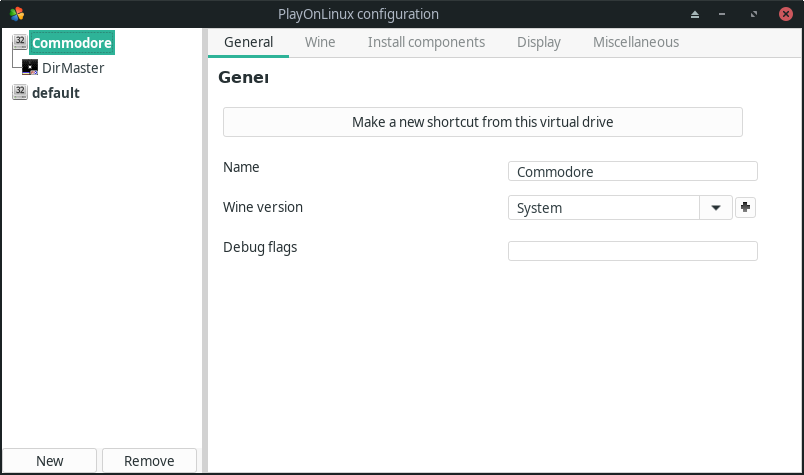 PlayOnLinux configuration
32 Commodore
DirMaster
32 default
New
Remove
General
Wine
Install components
Display
Miscellaneous
Make a new shortcut from this virtual drive
Name
Commodore
Wine version
System
Debug flags